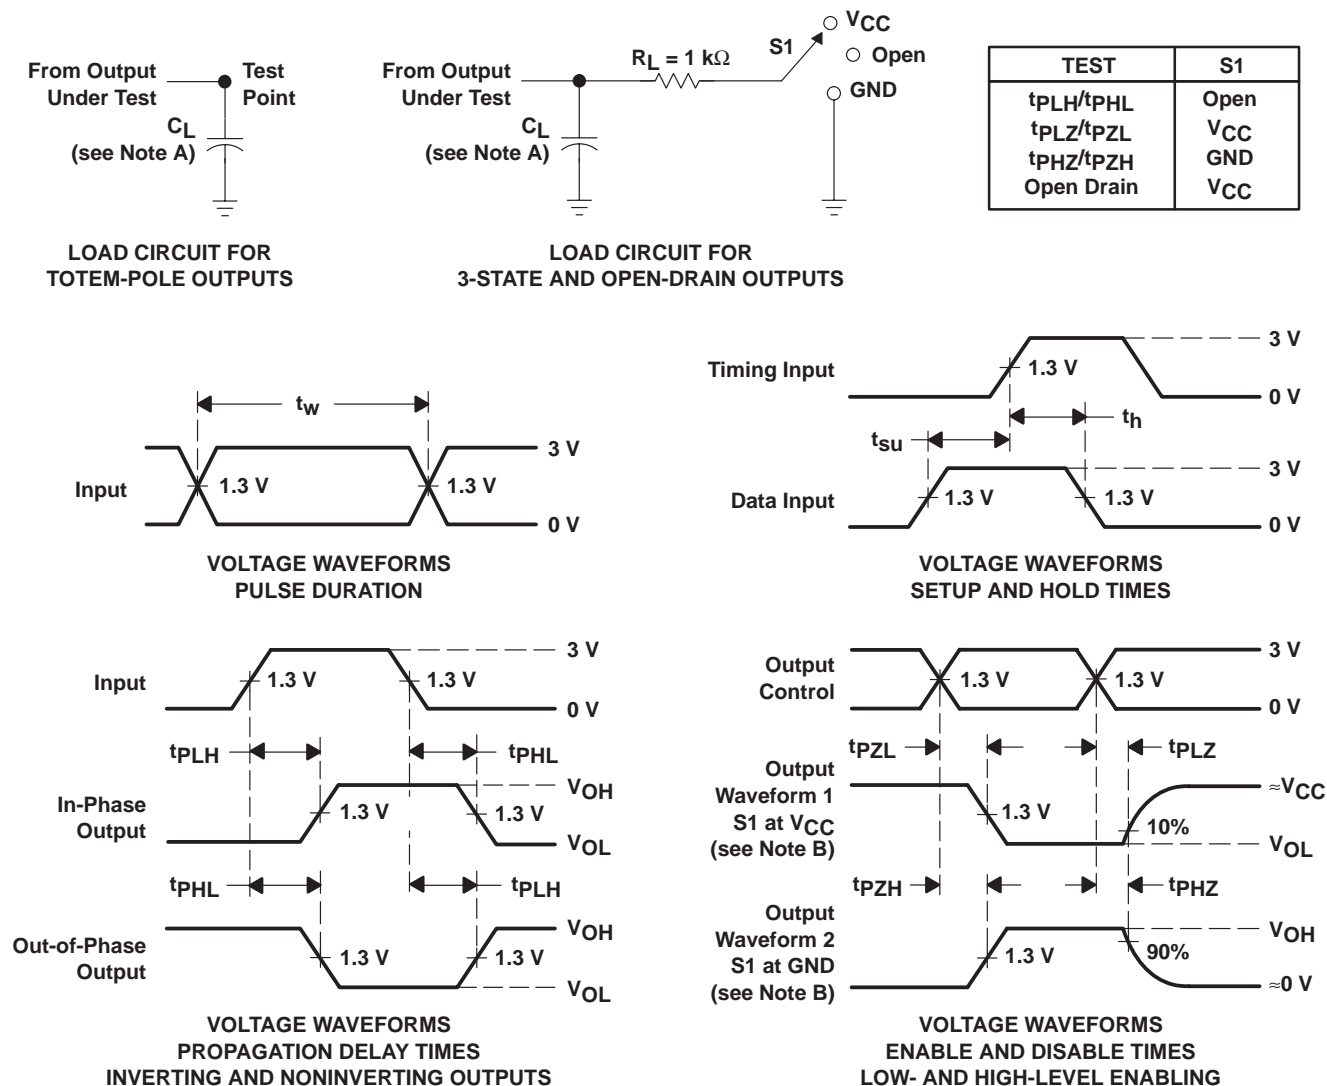 From Output
Under Test
Test
Point
CL
(see Note A)
LOAD CIRCUIT FOR
TOTEM-POLE OUTPUTS
From Output
Under Test
RL = 1 kΩ
S1
VCC
Open
GND
CL
(see Note A)
LOAD CIRCUIT FOR
3-STATE AND OPEN-DRAIN OUTPUTS
TEST S1
tPLH/tPHL Open
tPLZ/tPZL VCC
tPHZ/tPZH GND
Open Drain VCC
tw
Input
1.3 V
1.3 V
3 V
0 V
VOLTAGE WAVEFORMS
PULSE DURATION
Timing Input
1.3 V
3 V
0 V
tsu
th
Data Input
1.3 V
1.3 V
3 V
0 V
VOLTAGE WAVEFORMS
SETUP AND HOLD TIMES
Input
1.3 V
1.3 V
3 V
0 V
tPLH
tPHL
In-Phase
Output
1.3 V
1.3 V
VOH
VOL
tPHL
tPLH
Out-of-Phase
Output
1.3 V
1.3 V
VOH
VOL
VOLTAGE WAVEFORMS
PROPAGATION DELAY TIMES
INVERTING AND NONINVERTING OUTPUTS
Output
Control
1.3 V
1.3 V
3 V
0 V
tPZL
tPLZ
Output
Waveform 1
S1 at VCC
(see Note B)
1.3 V
10%
≈VCC
VOL
tPZH
tPHZ
Output
Waveform 2
S1 at GND
(see Note B)
1.3 V
90%
VOH
≈0 V
VOLTAGE WAVEFORMS
ENABLE AND DISABLE TIMES
LOW- AND HIGH-LEVEL ENABLING